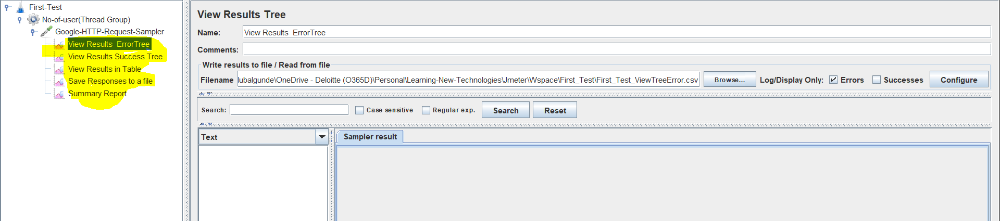 First-Test
No-of-user(Thread Group)
Google-HTTP-Request-Sampler
View Results  ErrorTree
View Results Success Tree
View Results in Table
Save Responses to a file
Summary Report
View Results Tree
Name: View Results  ErrorTree
Comments:
Write results to file / Read from file
Filename lubalgunde\OneDrive - Deloitte (O365D)\Personal\Learning-New-Technologies\Jmeter\Wspace\First_Test\First_Test_ViewTreeError.csv Browse... Log/Display Only: Errors Successes Configure
Search: Case sensitive Regular exp. Search Reset
Text Sampler result